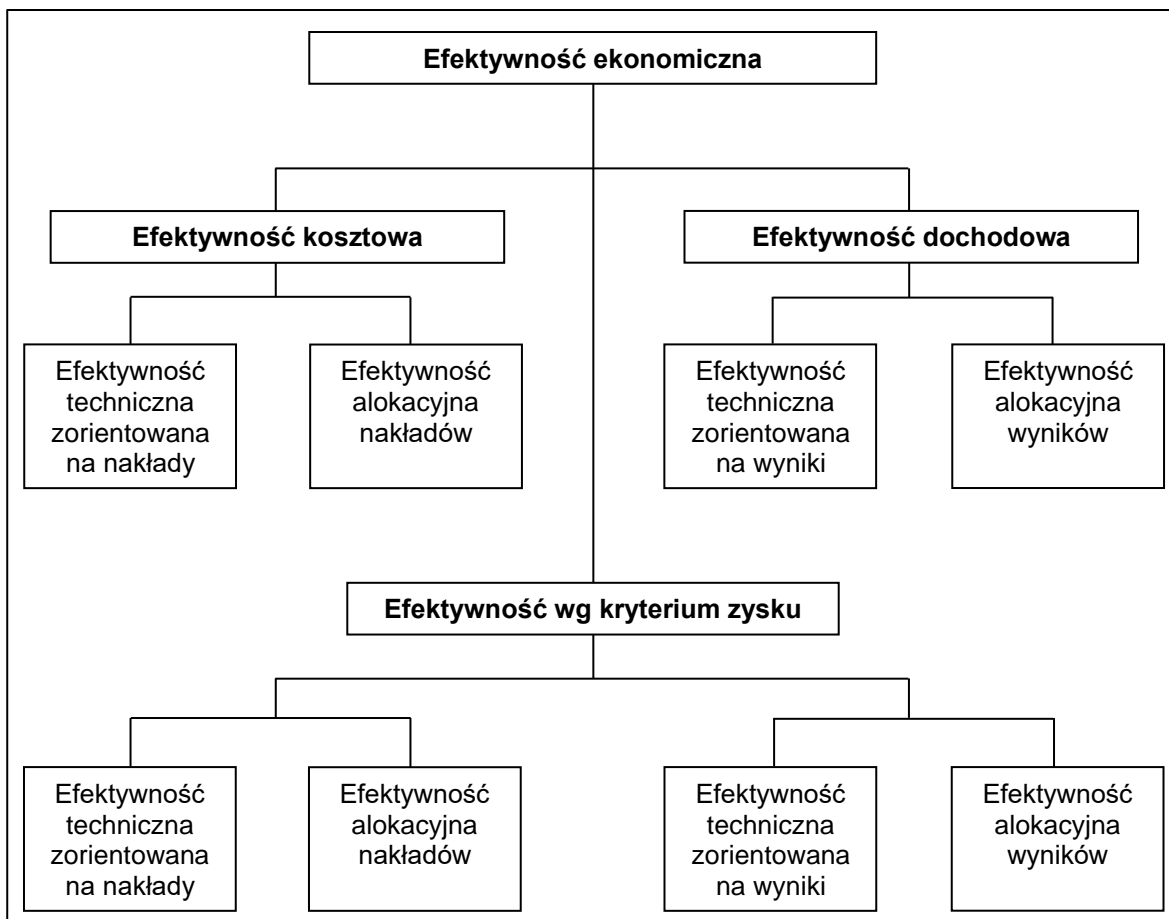 Efektywność ekonomiczna
Efektywność kosztowa
Efektywność dochodowa
Efektywność
techniczna
zorientowana
na nakłady
Efektywność
alokacyjna
nakładów
Efektywność
techniczna
zorientowana
na wyniki
Efektywność
alokacyjna
wyników
Efektywność wg kryterium zysku
Efektywność
techniczna
zorientowana
na nakłady
Efektywność
alokacyjna
nakładów
Efektywność
techniczna
zorientowana
na wyniki
Efektywność
alokacyjna
wyników